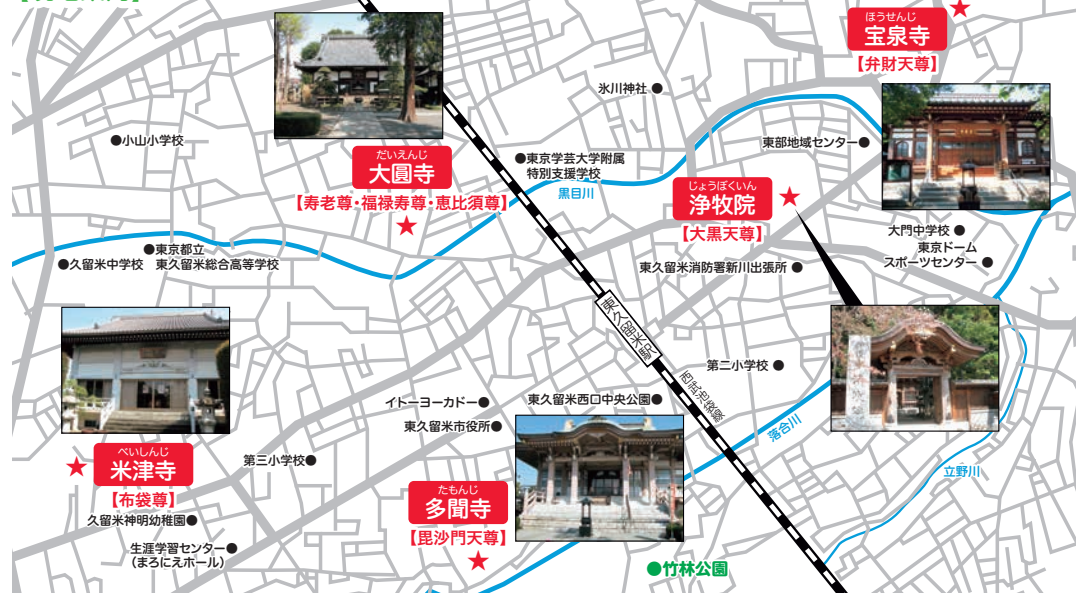 ほうせんじ
宝泉寺
【弁財天尊】
氷川神社
小山小学校
東部地域センター
だいえんじ
大圓寺
【寿老尊・福禄寿尊・恵比須尊】
東京学芸大学附属
特別支援学校
黒目川
じょうぼくいん
浄牧院
【大黒天尊】
大門中学校
東京ドーム
スポーツセンター
東京都立
東久留米総合高等学校
久留米中学校
東久留米消防署新川出張所
東久留米駅
第二小学校
西武池袋線
イトーヨーカドー
東久留米西口中央公園
東久留米市役所
落合川
べいしんじ
米津寺
【布袋尊】
第三小学校
立野川
たもんじ
多聞寺
【毘沙門天尊】
久留米神明幼稚園
生涯学習センター
(まろにえホール)
竹林公園